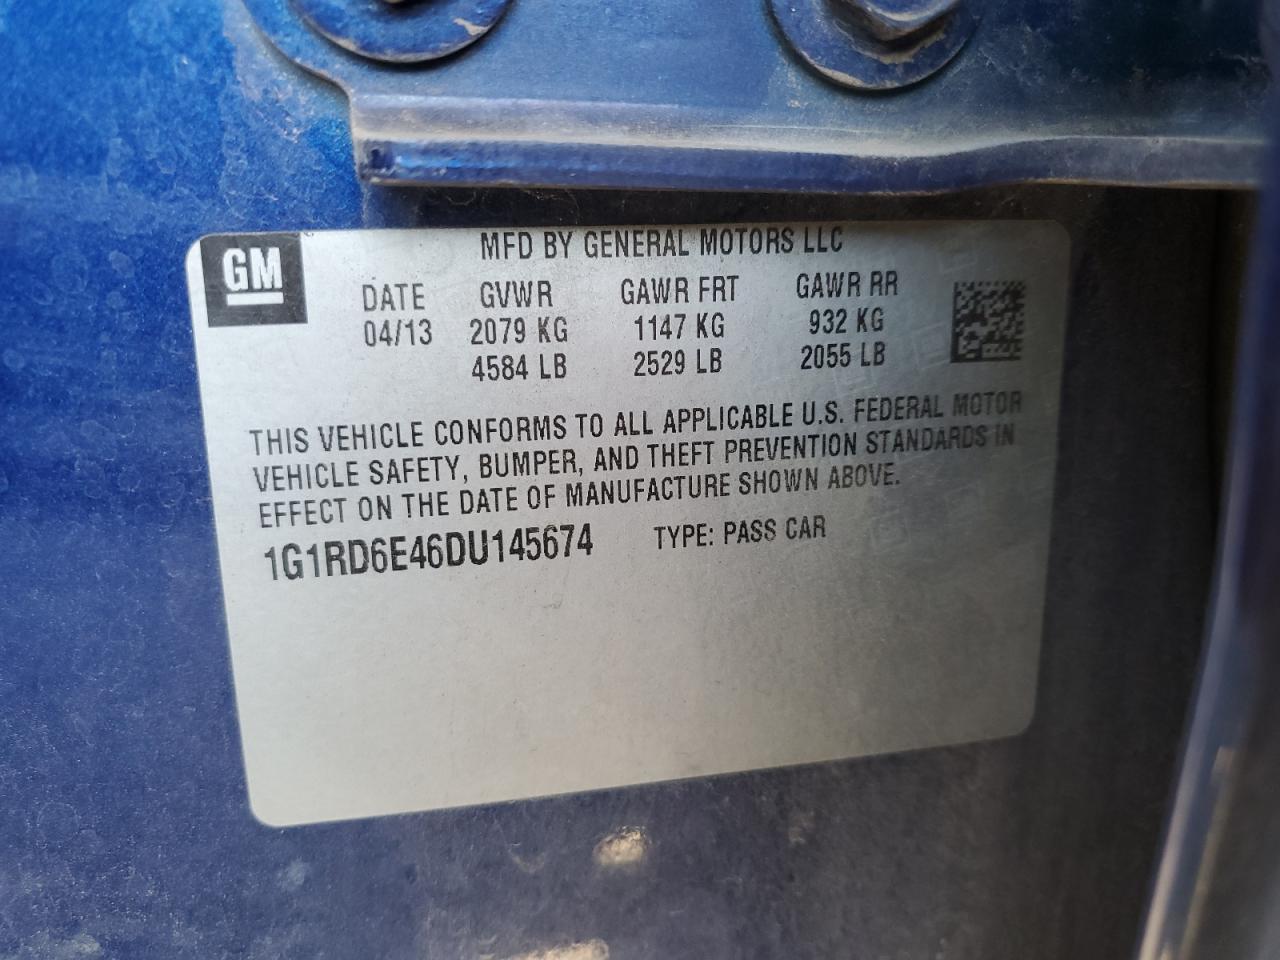 GM
MFD BY GENERAL MOTORS LLC
DATE GVWR GAWR FRT GAWR RR
04/13 2079 KG 1147 KG 932 KG
4584 LB 2529 LB 2055 LB
THIS VEHICLE CONFORMS TO ALL APPLICABLE U.S. FEDERAL MOTOR
VEHICLE SAFETY, BUMPER, AND THEFT PREVENTION STANDARDS IN
EFFECT ON THE DATE OF MANUFACTURE SHOWN ABOVE.
1G1RD6E46DU145674 TYPE: PASS CAR